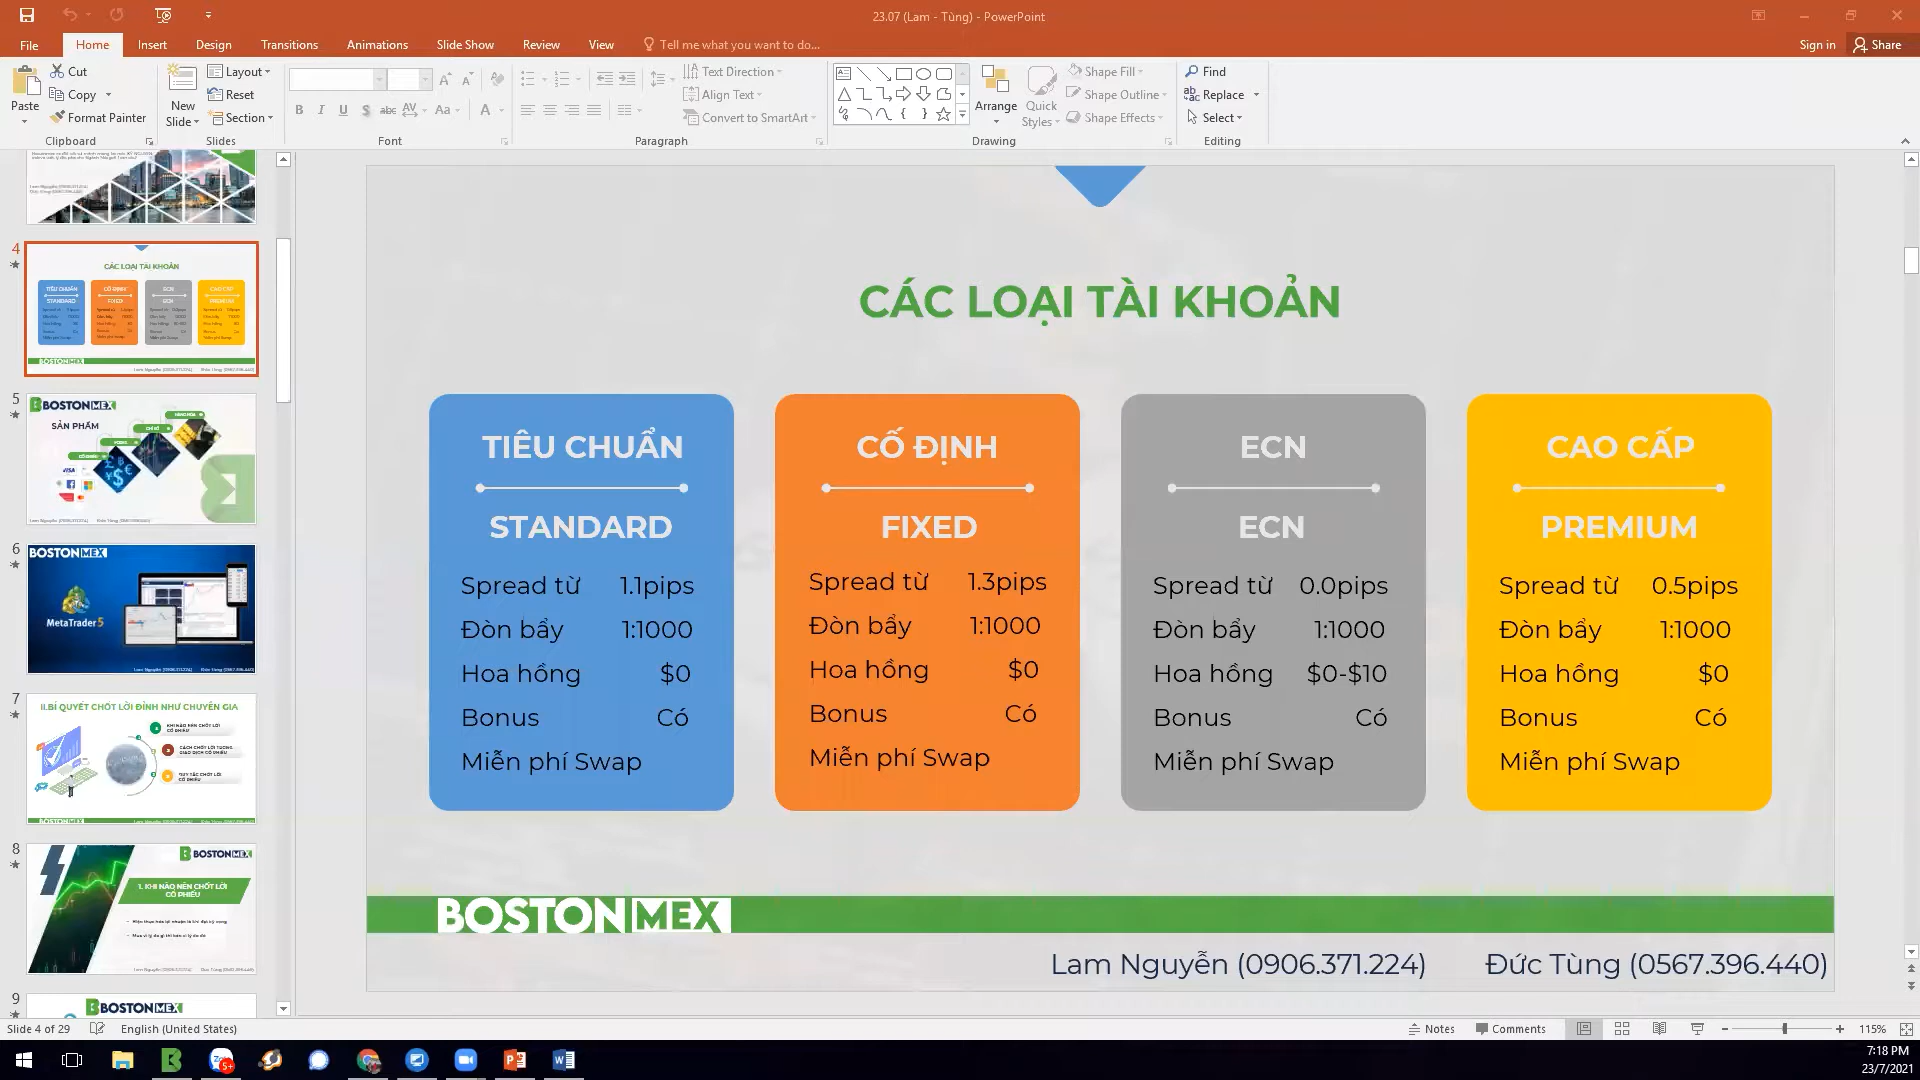 23.07 (Lam - Tùng) - PowerPoint
File Home Insert Design Transitions Animations Slide Show Review View Tell me what you want to do... Sign in Share
Paste
Cut
Copy
Format Painter
Clipboard
New
Slide
Layout
Reset
Section
Slides
Font
Text Direction
Align Text
Convert to SmartArt
Paragraph
Arrange
Quick
Styles
Shape Fill
Shape Outline
Shape Effects
Drawing
Find
Replace
Select
Editing
4
CÁC LOẠI TÀI KHOẢN
5
BOSTONMEX
SẢN PHẨM
6
BOSTONMEX
MetaTrader 5
7
II.BÍ QUYẾT CHỐT LỜI ĐỈNH NHƯ CHUYÊN GIA
8
BOSTONMEX
1. KHI NÀO NÊN CHỐT LỜI
CỔ PHIẾU
9
BOSTONMEX
CÁC LOẠI TÀI KHOẢN
TIÊU CHUẨN
STANDARD
Spread từ 1.1pips
Đòn bẩy 1:1000
Hoa hồng $0
Bonus Có
Miễn phí Swap
CỐ ĐỊNH
FIXED
Spread từ 1.3pips
Đòn bẩy 1:1000
Hoa hồng $0
Bonus Có
Miễn phí Swap
ECN
ECN
Spread từ 0.0pips
Đòn bẩy 1:1000
Hoa hồng $0-$10
Bonus Có
Miễn phí Swap
CAO CẤP
PREMIUM
Spread từ 0.5pips
Đòn bẩy 1:1000
Hoa hồng $0
Bonus Có
Miễn phí Swap
BOSTONMEX
Lam Nguyễn (0906.371.224) Đức Tùng (0567.396.440)
Slide 4 of 29 English (United States) Notes Comments 115%
7:18 PM
23/7/2021